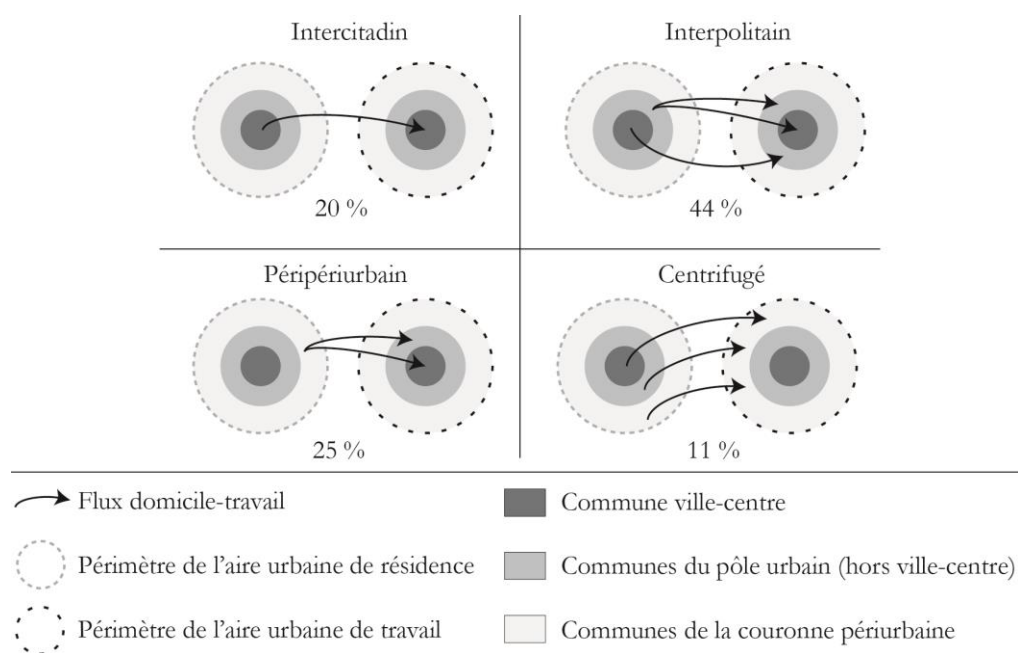 Intercitadin
Interpolitain
20 %
44 %
Péripériurbain
Centrifugé
25 %
11 %
Flux domicile-travail
Commune ville-centre
Périmètre de l'aire urbaine de résidence
Communes du pôle urbain (hors ville-centre)
Périmètre de l'aire urbaine de travail
Communes de la couronne périurbaine